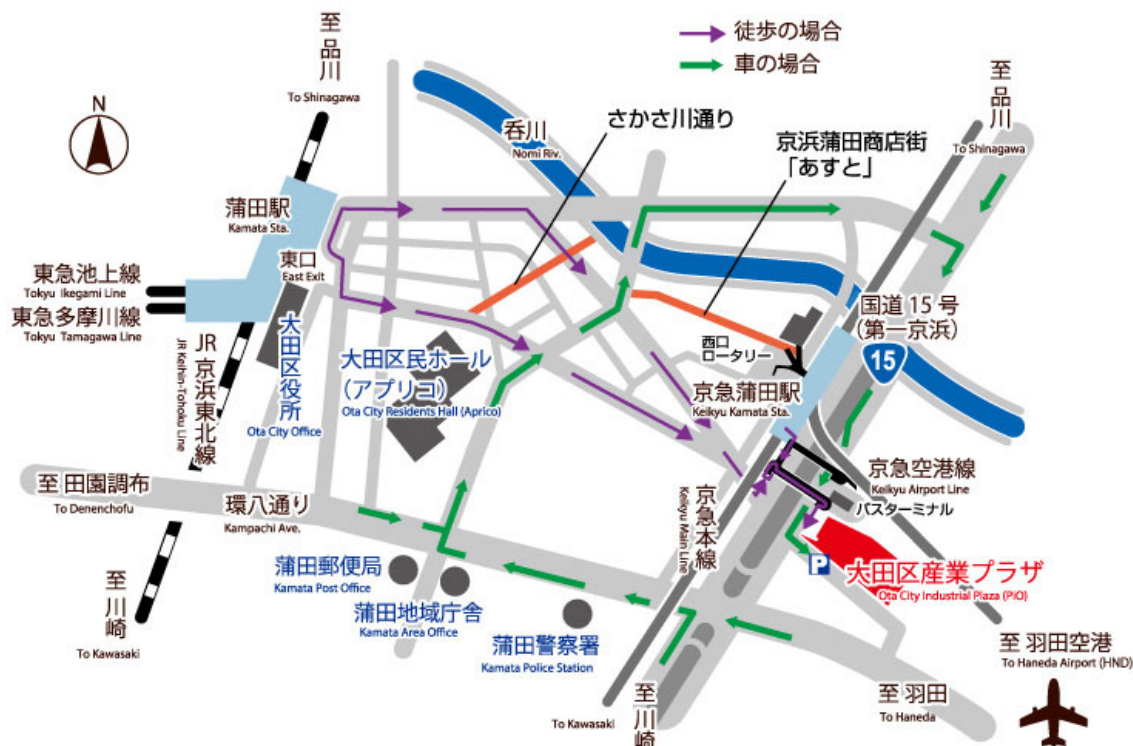 徒歩の場合
車の場合
至 品川
To Shinagawa
N
さかさ川通り
呑川
Nomi Riv.
京浜蒲田商店街
「あすと」
至 品川
To Shinagawa
蒲田駅
Kamata Sta.
東口
East Exit
東急池上線
Tokyu Ikegami Line
東急多摩川線
Tokyu Tamagawa Line
JR京浜東北線
JR Keihin-Tohoku Line
大田区役所
Ota City Office
大田区民ホール
（アプリコ）
Ota City Residents Hall (Aprico)
西口
ロータリー
国道 15 号
（第一京浜）
15
京急蒲田駅
Keikyu Kamata Sta.
京急空港線
Keikyu Airport Line
バスターミナル
至 田園調布
To Denenchofu
環八通り
Kampachi Ave.
京急本線
Keikyu Main Line
P
大田区産業プラザ
Ota City Industrial Plaza (PiO)
蒲田郵便局
Kamata Post Office
蒲田地域庁舎
Kamata Area Office
蒲田警察署
Kamata Police Station
至 川崎
To Kawasaki
至 川崎
To Kawasaki
至 羽田
To Haneda
至 羽田空港
To Haneda Airport (HND)